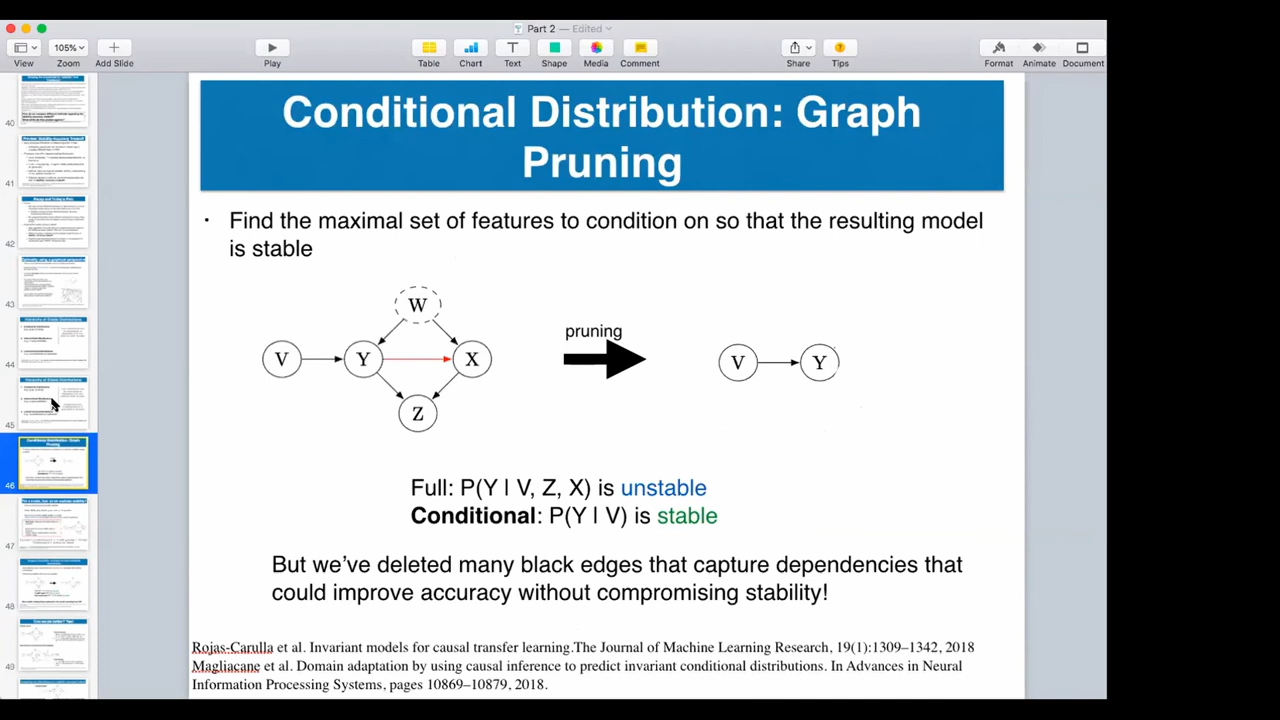 Part 2 — Edited
105%
View Zoom Add Slide Play Table Chart Text Shape Media Comment Share Tips Format Animate Document
Conditional Distribution: Graph
Pruning
• Find the maximal set of features to condition on so that the resulting model
is stable
W
pruning
V Y X V Y
Z
Full: P(Y | V, Z, X) is unstable
Conditional: P(Y | V) is stable
But we've deleted many black edges that capture dependencies that
could improve accuracy without compromising stability!
Rojas-Carulla et al. Invariant models for causal transfer learning.The Journal of Machine Learning Research, 19(1):1309–1342, 2018
Magliacane et al. Domain adaptation by using causal inference to predict invariant conditional distributions. In Advances in Neural
Information Processing Systems, pages 2018.
40
41
42
43
44
45
46
47
48
49